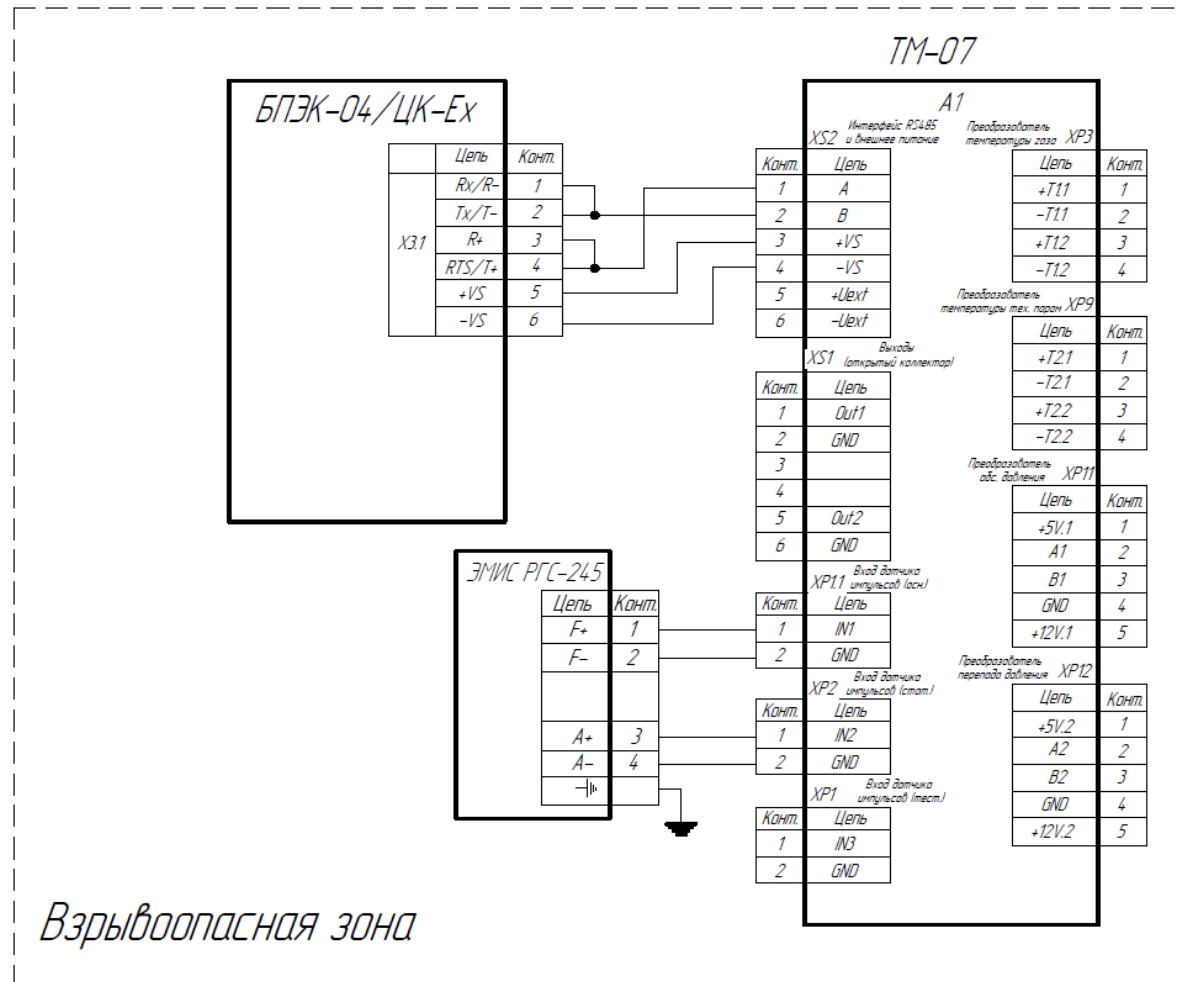 ТМ-07
БПЭК-04/ЦК-Ех
Х3.1
Цепь Конт.
Rx/R- 1
Tx/T- 2
R+ 3
RTS/T+ 4
+VS 5
-VS 6
ЭМИС РГС-245
Цепь Конт.
F+ 1
F- 2
A+ 3
A- 4
A1
XS2 Интерфейс RS485
и внешнее питание
Конт. Цепь
1 A
2 B
3 +VS
4 -VS
5 +Uext
6 -Uext
XS1 Выходы
(открытый коллектор)
Конт. Цепь
1 Out1
2 GND
3
4
5 Out2
6 GND
XP1.1 Вход датчика
импульсов (осн.)
Конт. Цепь
1 IN1
2 GND
XP2 Вход датчика
импульсов (стат.)
Конт. Цепь
1 IN2
2 GND
XP1 Вход датчика
импульсов (тест.)
Конт. Цепь
1 IN3
2 GND
Преобразователь
температуры газа XP3
Цепь Конт.
+T1.1 1
-T1.1 2
+T1.2 3
-T1.2 4
Преобразователь
температуры тех. парам XP9
Цепь Конт.
+T2.1 1
-T2.1 2
+T2.2 3
-T2.2 4
Преобразователь
абс. давления XP11
Цепь Конт.
+5V.1 1
A1 2
B1 3
GND 4
+12V.1 5
Преобразователь
перепада давления XP12
Цепь Конт.
+5V.2 1
A2 2
B2 3
GND 4
+12V.2 5
Взрывоопасная зона